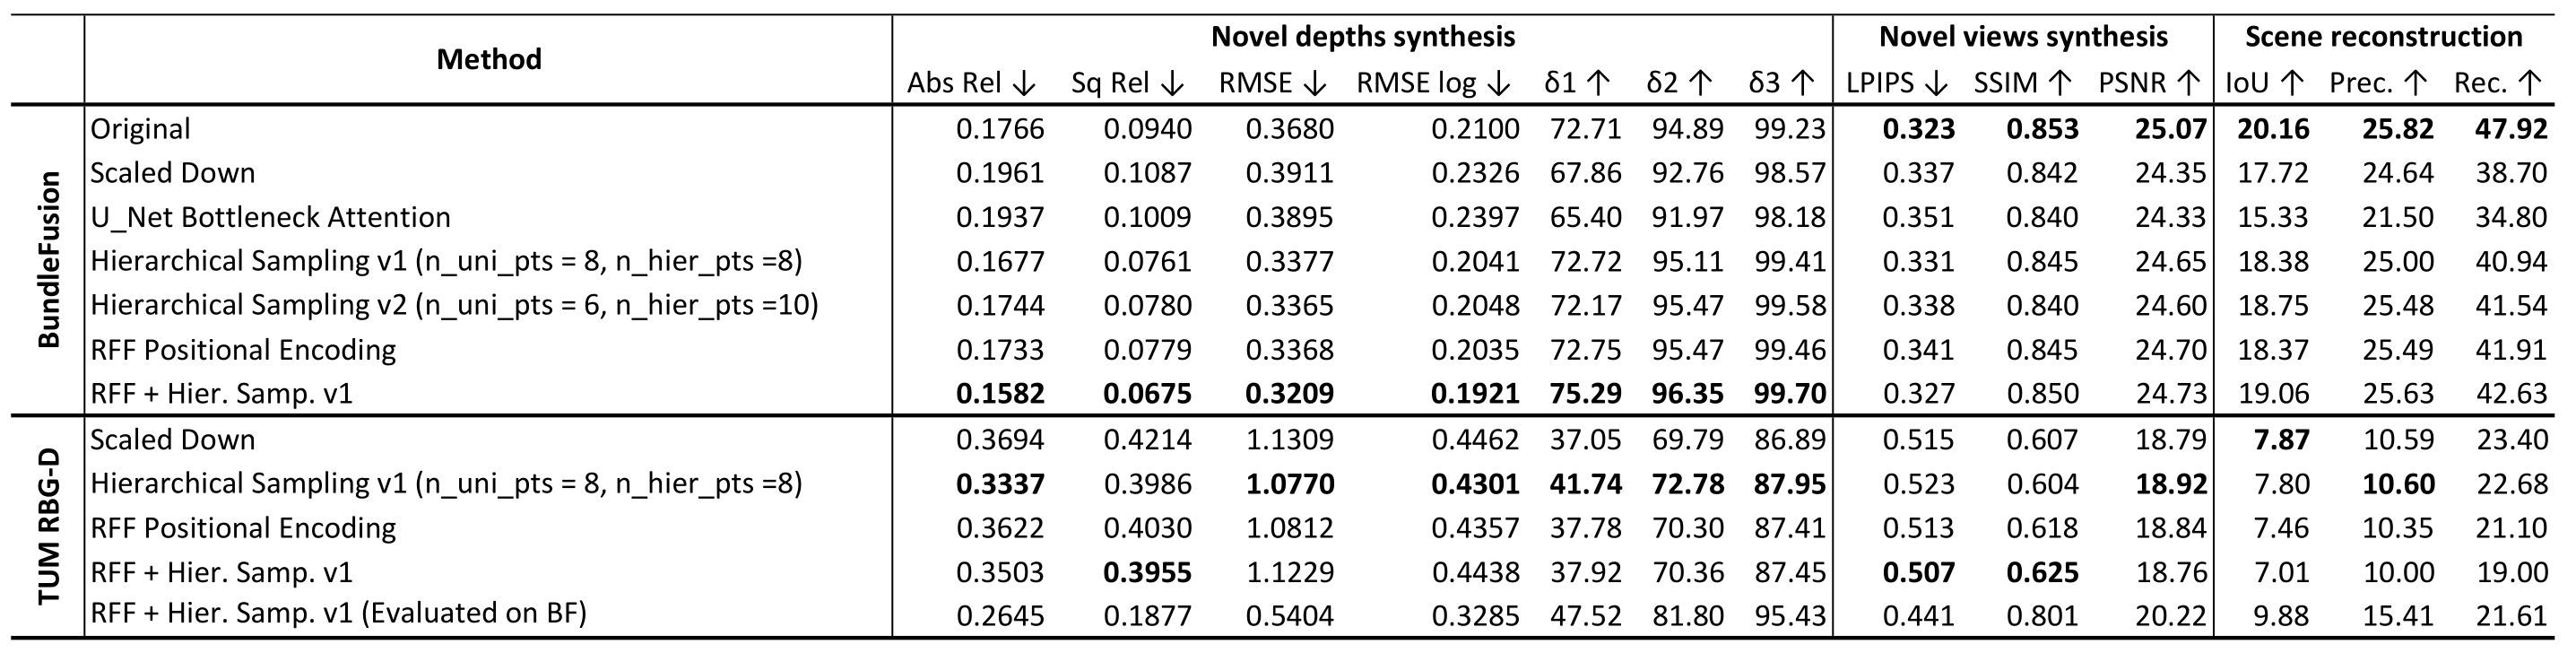 Method Novel depths synthesis Novel views synthesis Scene reconstruction
Abs Rel ↓ Sq Rel ↓ RMSE ↓ RMSE log ↓ δ1 ↑ δ2 ↑ δ3 ↑ LPIPS ↓ SSIM ↑ PSNR ↑ IoU ↑ Prec. ↑ Rec. ↑
BundleFusion
Original 0.1766 0.0940 0.3680 0.2100 72.71 94.89 99.23 0.323 0.853 25.07 20.16 25.82 47.92
Scaled Down 0.1961 0.1087 0.3911 0.2326 67.86 92.76 98.57 0.337 0.842 24.35 17.72 24.64 38.70
U_Net Bottleneck Attention 0.1937 0.1009 0.3895 0.2397 65.40 91.97 98.18 0.351 0.840 24.33 15.33 21.50 34.80
Hierarchical Sampling v1 (n_uni_pts = 8, n_hier_pts =8) 0.1677 0.0761 0.3377 0.2041 72.72 95.11 99.41 0.331 0.845 24.65 18.38 25.00 40.94
Hierarchical Sampling v2 (n_uni_pts = 6, n_hier_pts =10) 0.1744 0.0780 0.3365 0.2048 72.17 95.47 99.58 0.338 0.840 24.60 18.75 25.48 41.54
RFF Positional Encoding 0.1733 0.0779 0.3368 0.2035 72.75 95.47 99.46 0.341 0.845 24.70 18.37 25.49 41.91
RFF + Hier. Samp. v1 0.1582 0.0675 0.3209 0.1921 75.29 96.35 99.70 0.327 0.850 24.73 19.06 25.63 42.63
TUM RBG-D
Scaled Down 0.3694 0.4214 1.1309 0.4462 37.05 69.79 86.89 0.515 0.607 18.79 7.87 10.59 23.40
Hierarchical Sampling v1 (n_uni_pts = 8, n_hier_pts =8) 0.3337 0.3986 1.0770 0.4301 41.74 72.78 87.95 0.523 0.604 18.92 7.80 10.60 22.68
RFF Positional Encoding 0.3622 0.4030 1.0812 0.4357 37.78 70.30 87.41 0.513 0.618 18.84 7.46 10.35 21.10
RFF + Hier. Samp. v1 0.3503 0.3955 1.1229 0.4438 37.92 70.36 87.45 0.507 0.625 18.76 7.01 10.00 19.00
RFF + Hier. Samp. v1 (Evaluated on BF) 0.2645 0.1877 0.5404 0.3285 47.52 81.80 95.43 0.441 0.801 20.22 9.88 15.41 21.61